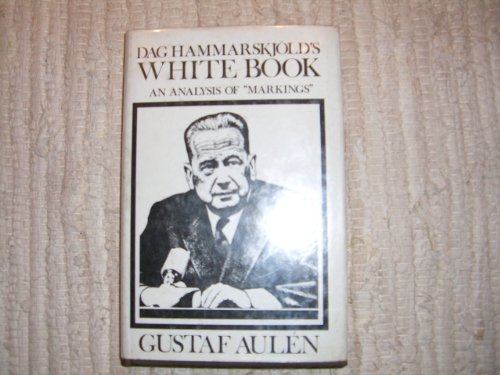 DAG HAMMARSKJÖLD'S
WHITE BOOK
AN ANALYSIS OF "MARKINGS"
GUSTAF AULEN